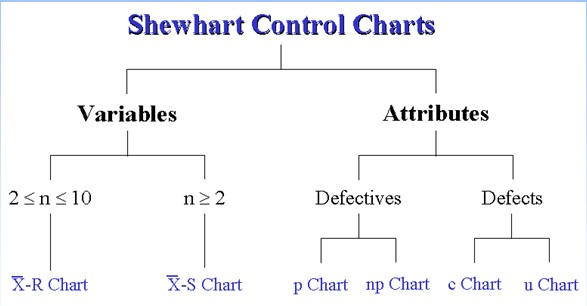 Shewhart Control Charts
Variables Attributes
2 ≤ n ≤ 10 n ≥ 2 Defectives Defects
X̅-R Chart X̅-S Chart p Chart np Chart c Chart u Chart